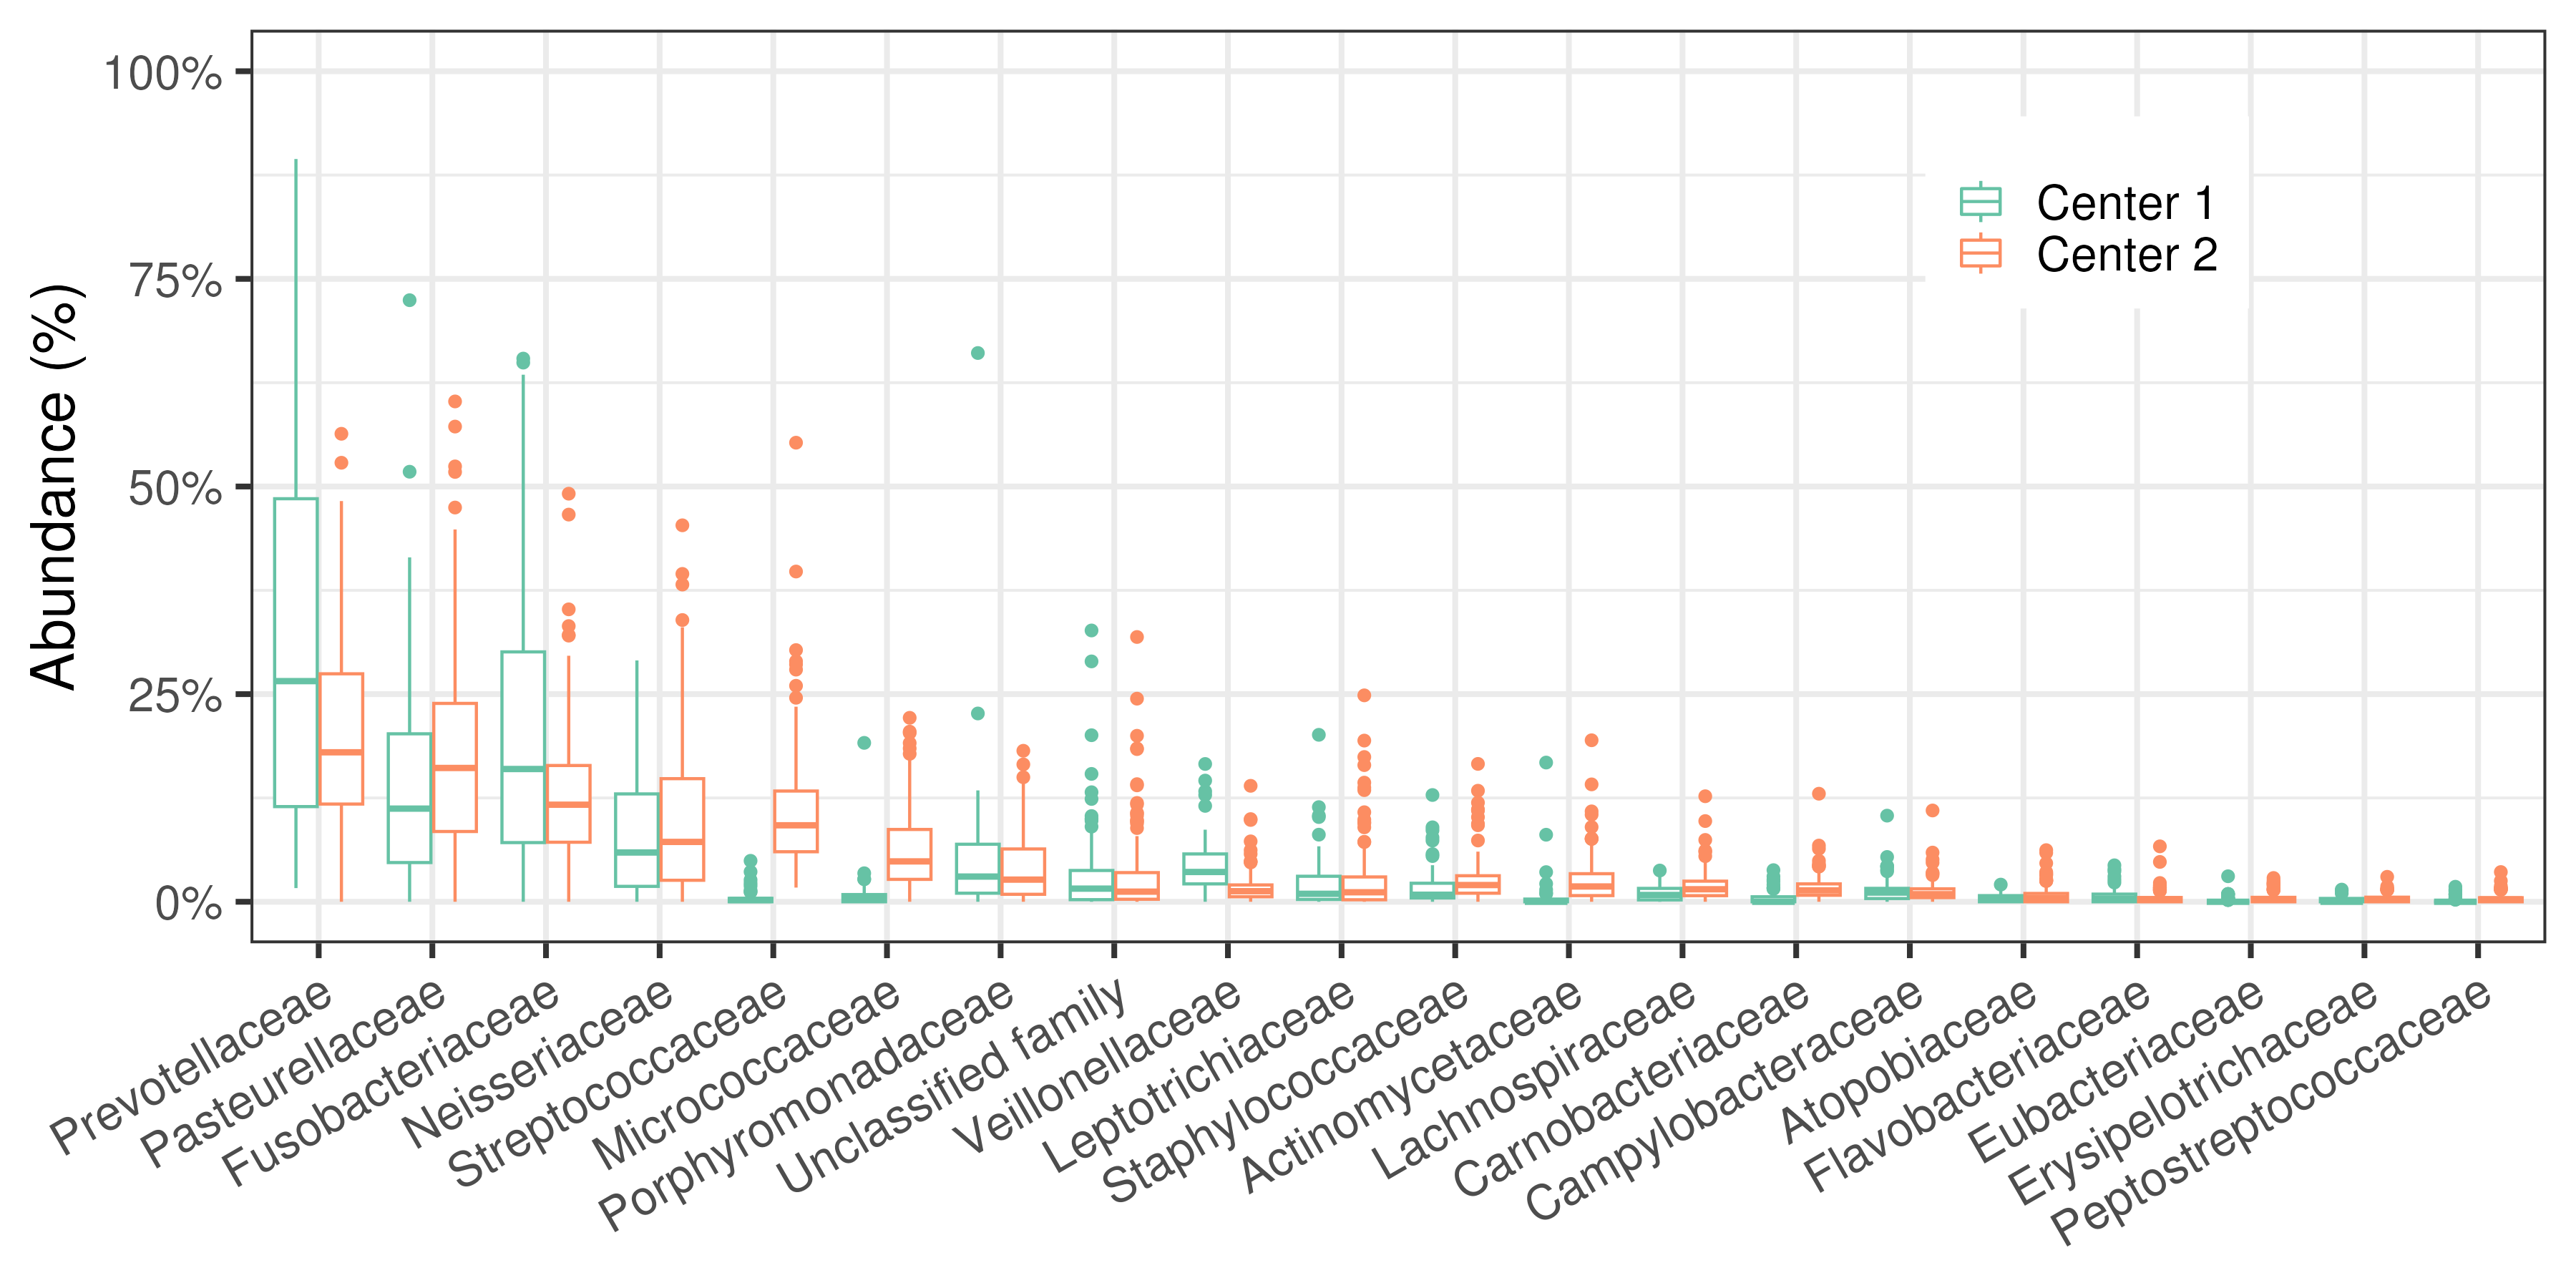 Abundance (%)
100%
75%
50%
25%
0%
Center 1
Center 2
Prevotellaceae
Pasteurellaceae
Fusobacteriaceae
Neisseriaceae
Streptococcaceae
Micrococcaceae
Porphyromonadaceae
Unclassified family
Veillonellaceae
Leptotrichiaceae
Staphylococcaceae
Actinomycetaceae
Lachnospiraceae
Carnobacteriaceae
Campylobacteraceae
Atopobiaceae
Flavobacteriaceae
Eubacteriaceae
Erysipelotrichaceae
Peptostreptococcaceae